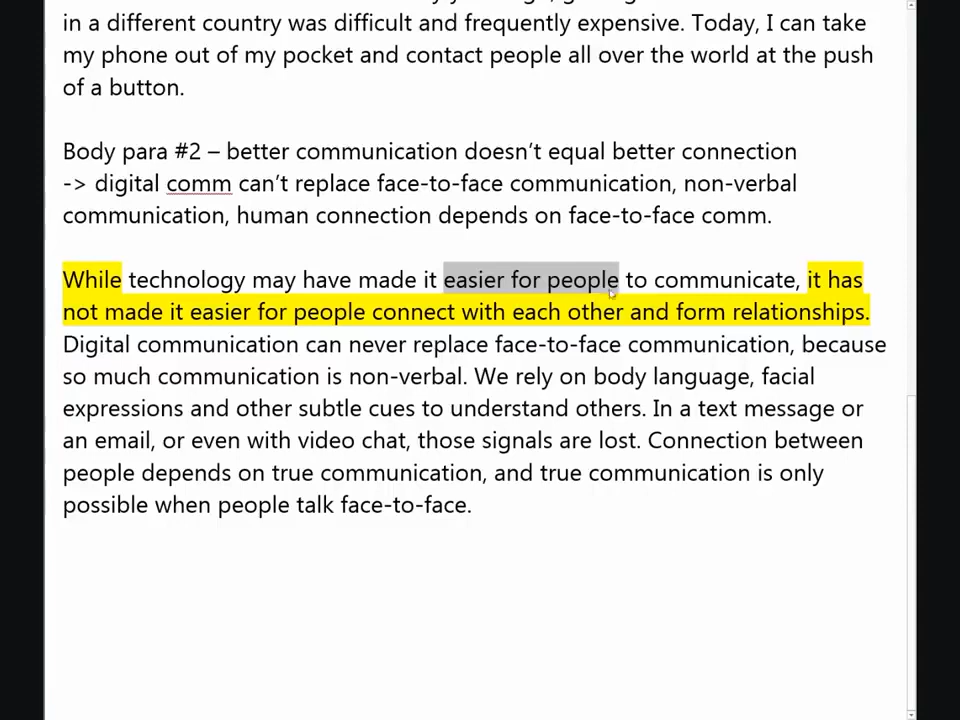 in a different country was difficult and frequently expensive. Today, I can take
my phone out of my pocket and contact people all over the world at the push
of a button.
Body para #2 – better communication doesn't equal better connection
-> digital comm can't replace face-to-face communication, non-verbal
communication, human connection depends on face-to-face comm.
While technology may have made it easier for people to communicate, it has
not made it easier for people connect with each other and form relationships.
Digital communication can never replace face-to-face communication, because
so much communication is non-verbal. We rely on body language, facial
expressions and other subtle cues to understand others. In a text message or
an email, or even with video chat, those signals are lost. Connection between
people depends on true communication, and true communication is only
possible when people talk face-to-face.